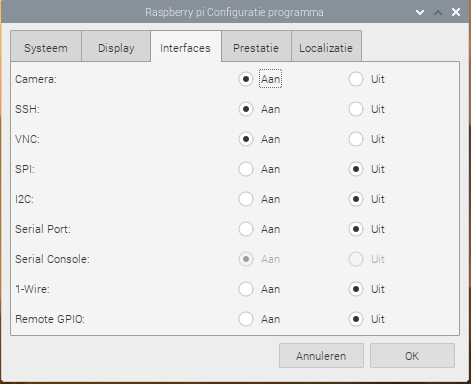 Raspberry pi Configuratie programma
Systeem Display Interfaces Prestatie Localizatie
Camera: Aan Uit
SSH: Aan Uit
VNC: Aan Uit
SPI: Aan Uit
I2C: Aan Uit
Serial Port: Aan Uit
Serial Console: Aan Uit
1-Wire: Aan Uit
Remote GPIO: Aan Uit
Annuleren OK